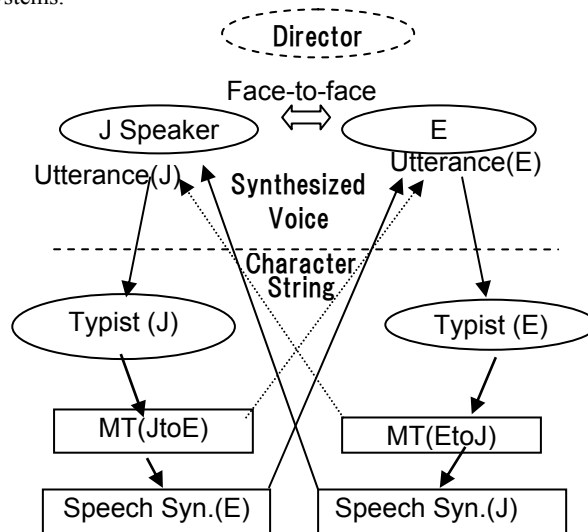 ystems.
Director
Face-to-face
J Speaker
E
Utterance(J)
Utterance(E)
Synthesized
Voice
Character
String
Typist (J)
Typist (E)
MT(JtoE)
MT(EtoJ)
Speech Syn.(E)
Speech Syn.(J)